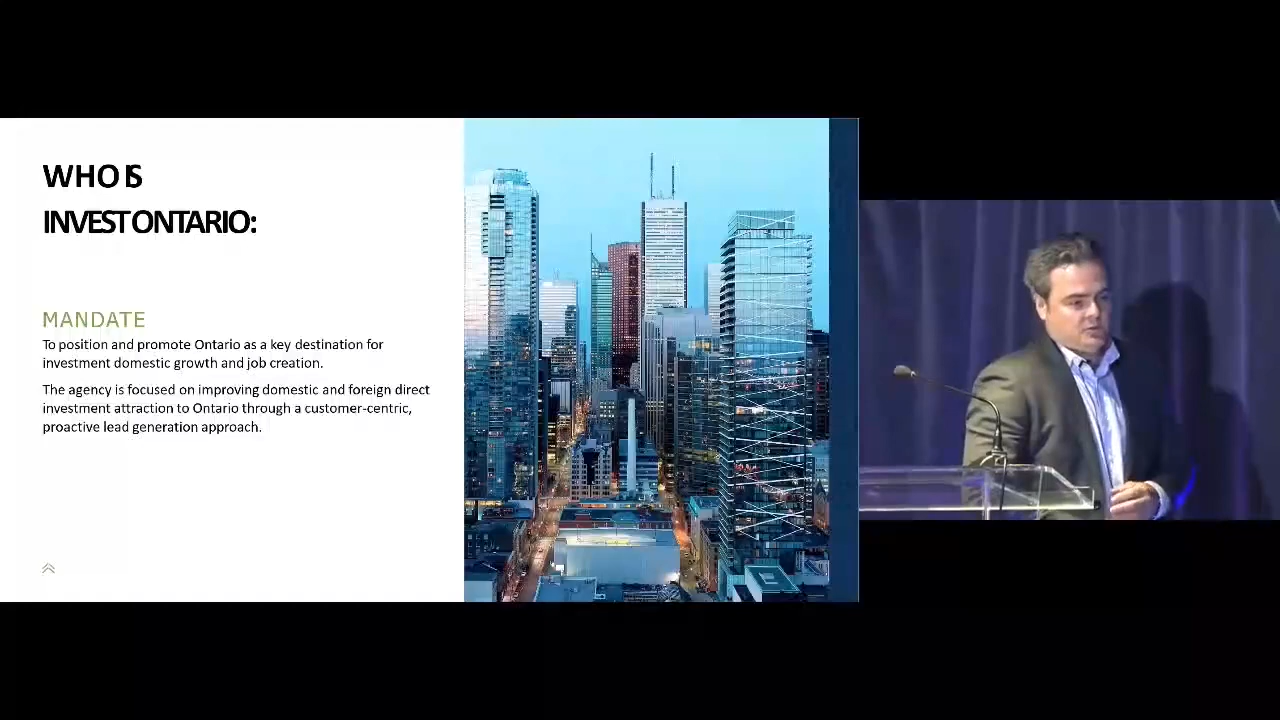 WHO IS
INVEST ONTARIO:
MANDATE
To position and promote Ontario as a key destination for
investment domestic growth and job creation.
The agency is focused on improving domestic and foreign direct
investment attraction to Ontario through a customer-centric,
proactive lead generation approach.